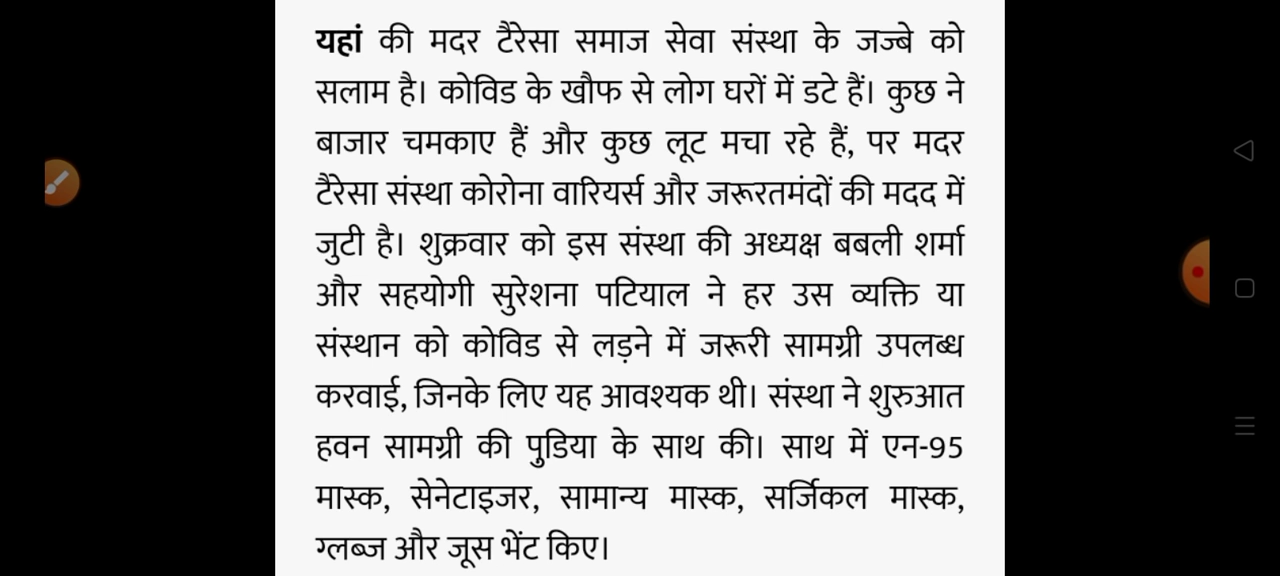 यहां की मदर टैरेसा समाज सेवा संस्था के जज्बे को
सलाम है। कोविड के खौफ से लोग घरों में डटे हैं। कुछ ने
बाजार चमकाए हैं और कुछ लूट मचा रहे हैं, पर मदर
टैरेसा संस्था कोरोना वारियर्स और जरूरतमंदों की मदद में
जुटी है। शुक्रवार को इस संस्था की अध्यक्ष बबली शर्मा
और सहयोगी सुरेशना पटियाल ने हर उस व्यक्ति या
संस्थान को कोविड से लड़ने में जरूरी सामग्री उपलब्ध
करवाई, जिनके लिए यह आवश्यक थी। संस्था ने शुरुआत
हवन सामग्री की पुडिया के साथ की। साथ में एन-95
मास्क, सेनेटाइजर, सामान्य मास्क, सर्जिकल मास्क,
ग्लब्ज और जूस भेंट किए।